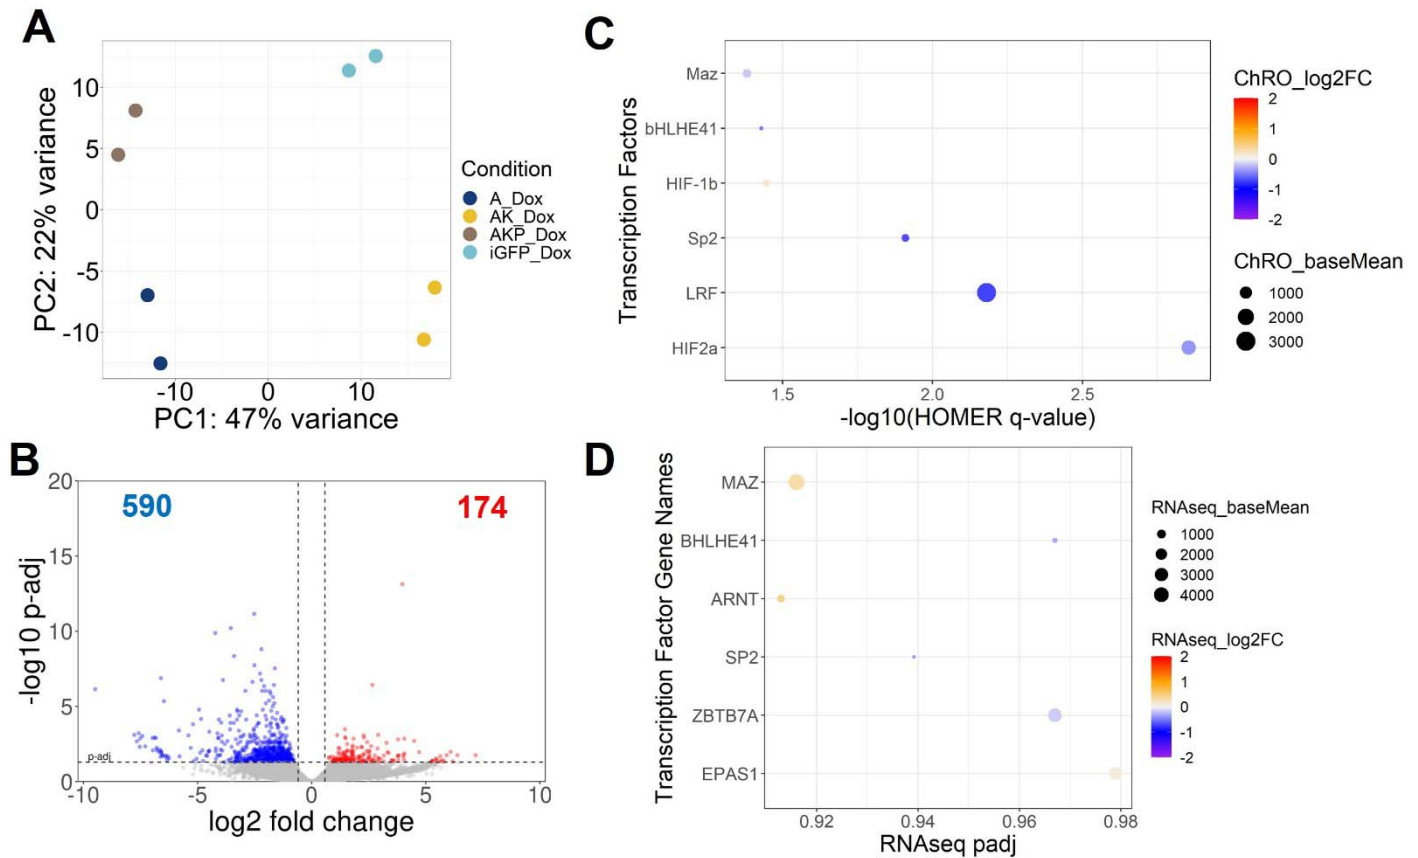 A
PC2: 22% variance
10
5
0
-5
-10
-10
0
10
PC1: 47% variance
Condition
A_Dox
AK_Dox
AKP_Dox
iGFP_Dox
B
590
174
-log10 p-adj
20
15
10
5
0
p-adj
-10
-5
0
5
10
log2 fold change
C
Transcription Factors
Maz
bHLHE41
HIF-1b
Sp2
LRF
HIF2a
1.5
2.0
2.5
-log10(HOMER q-value)
ChRO_log2FC
2
1
0
-1
-2
ChRO_baseMean
1000
2000
3000
D
Transcription Factor Gene Names
MAZ
BHLHE41
ARNT
SP2
ZBTB7A
EPAS1
0.92
0.94
0.96
0.98
RNAseq padj
RNAseq_baseMean
1000
2000
3000
4000
RNAseq_log2FC
2
1
0
-1
-2